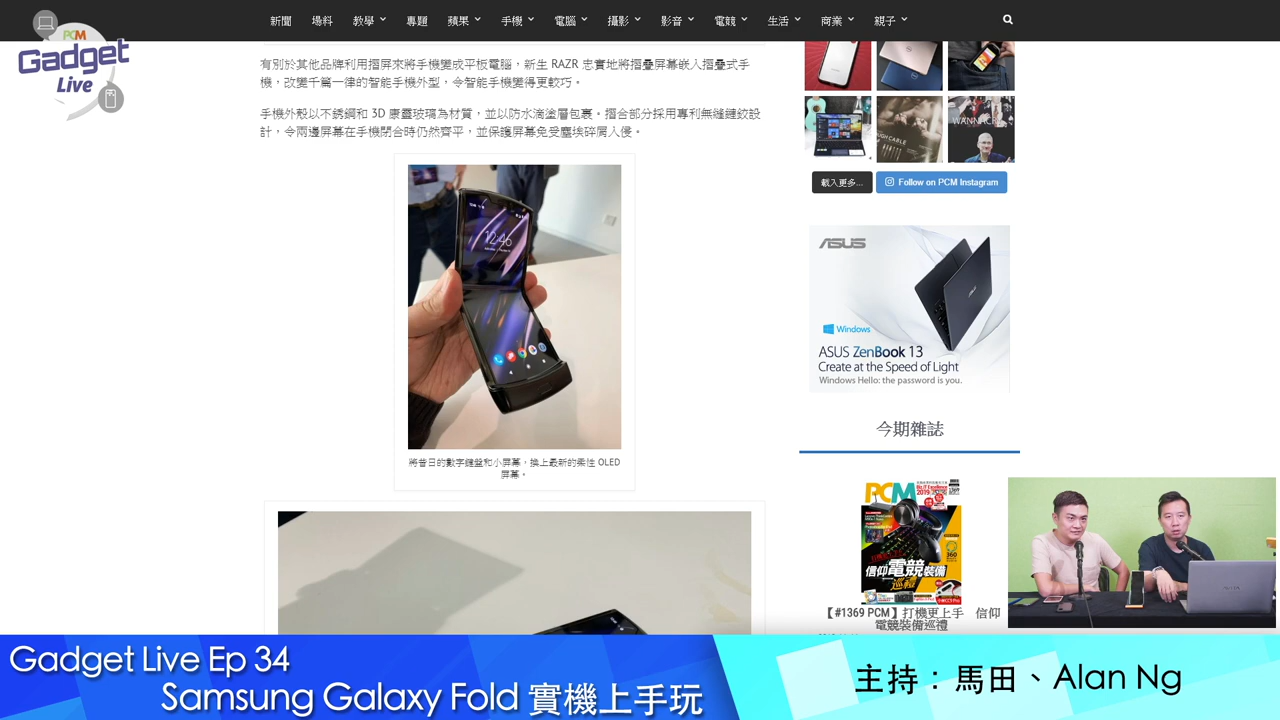 新聞 場料 教學 專題 蘋果 手機 電腦 攝影 影音 電競 生活 商業 親子
PCM
Gadget
Live
有別於其他品牌利用摺屏來將手機變成平板電腦，新生 RAZR 忠實地將摺疊屏幕嵌入摺疊式手
機，改變千篇一律的智能手機外型，令智能手機變得更較巧。
手機外殼以不銹鋼和 3D 康靈玻璃為材質，並以防水滴塗層包裹。摺合部分採用專利無縫鏈鉸設
計，令兩邊屏幕在手機閉合時仍然齊平，並保護屏幕免受塵埃碎屑入侵。
12:46
將昔日的數字鍵盤和小屏幕，換上最新的柔性 OLED
屏幕。
WANNACRY
載入更多...
Follow on PCM Instagram
ASUS
Windows
ASUS ZenBook 13
Create at the Speed of Light
Windows Hello: the password is you.
今期雜誌
PCM
信仰電競裝備
巡禮
【#1369 PCM】打機更上手 信仰
電競裝備巡禮
Gadget Live Ep 34
Samsung Galaxy Fold 實機上手玩
主持：馬田、Alan Ng